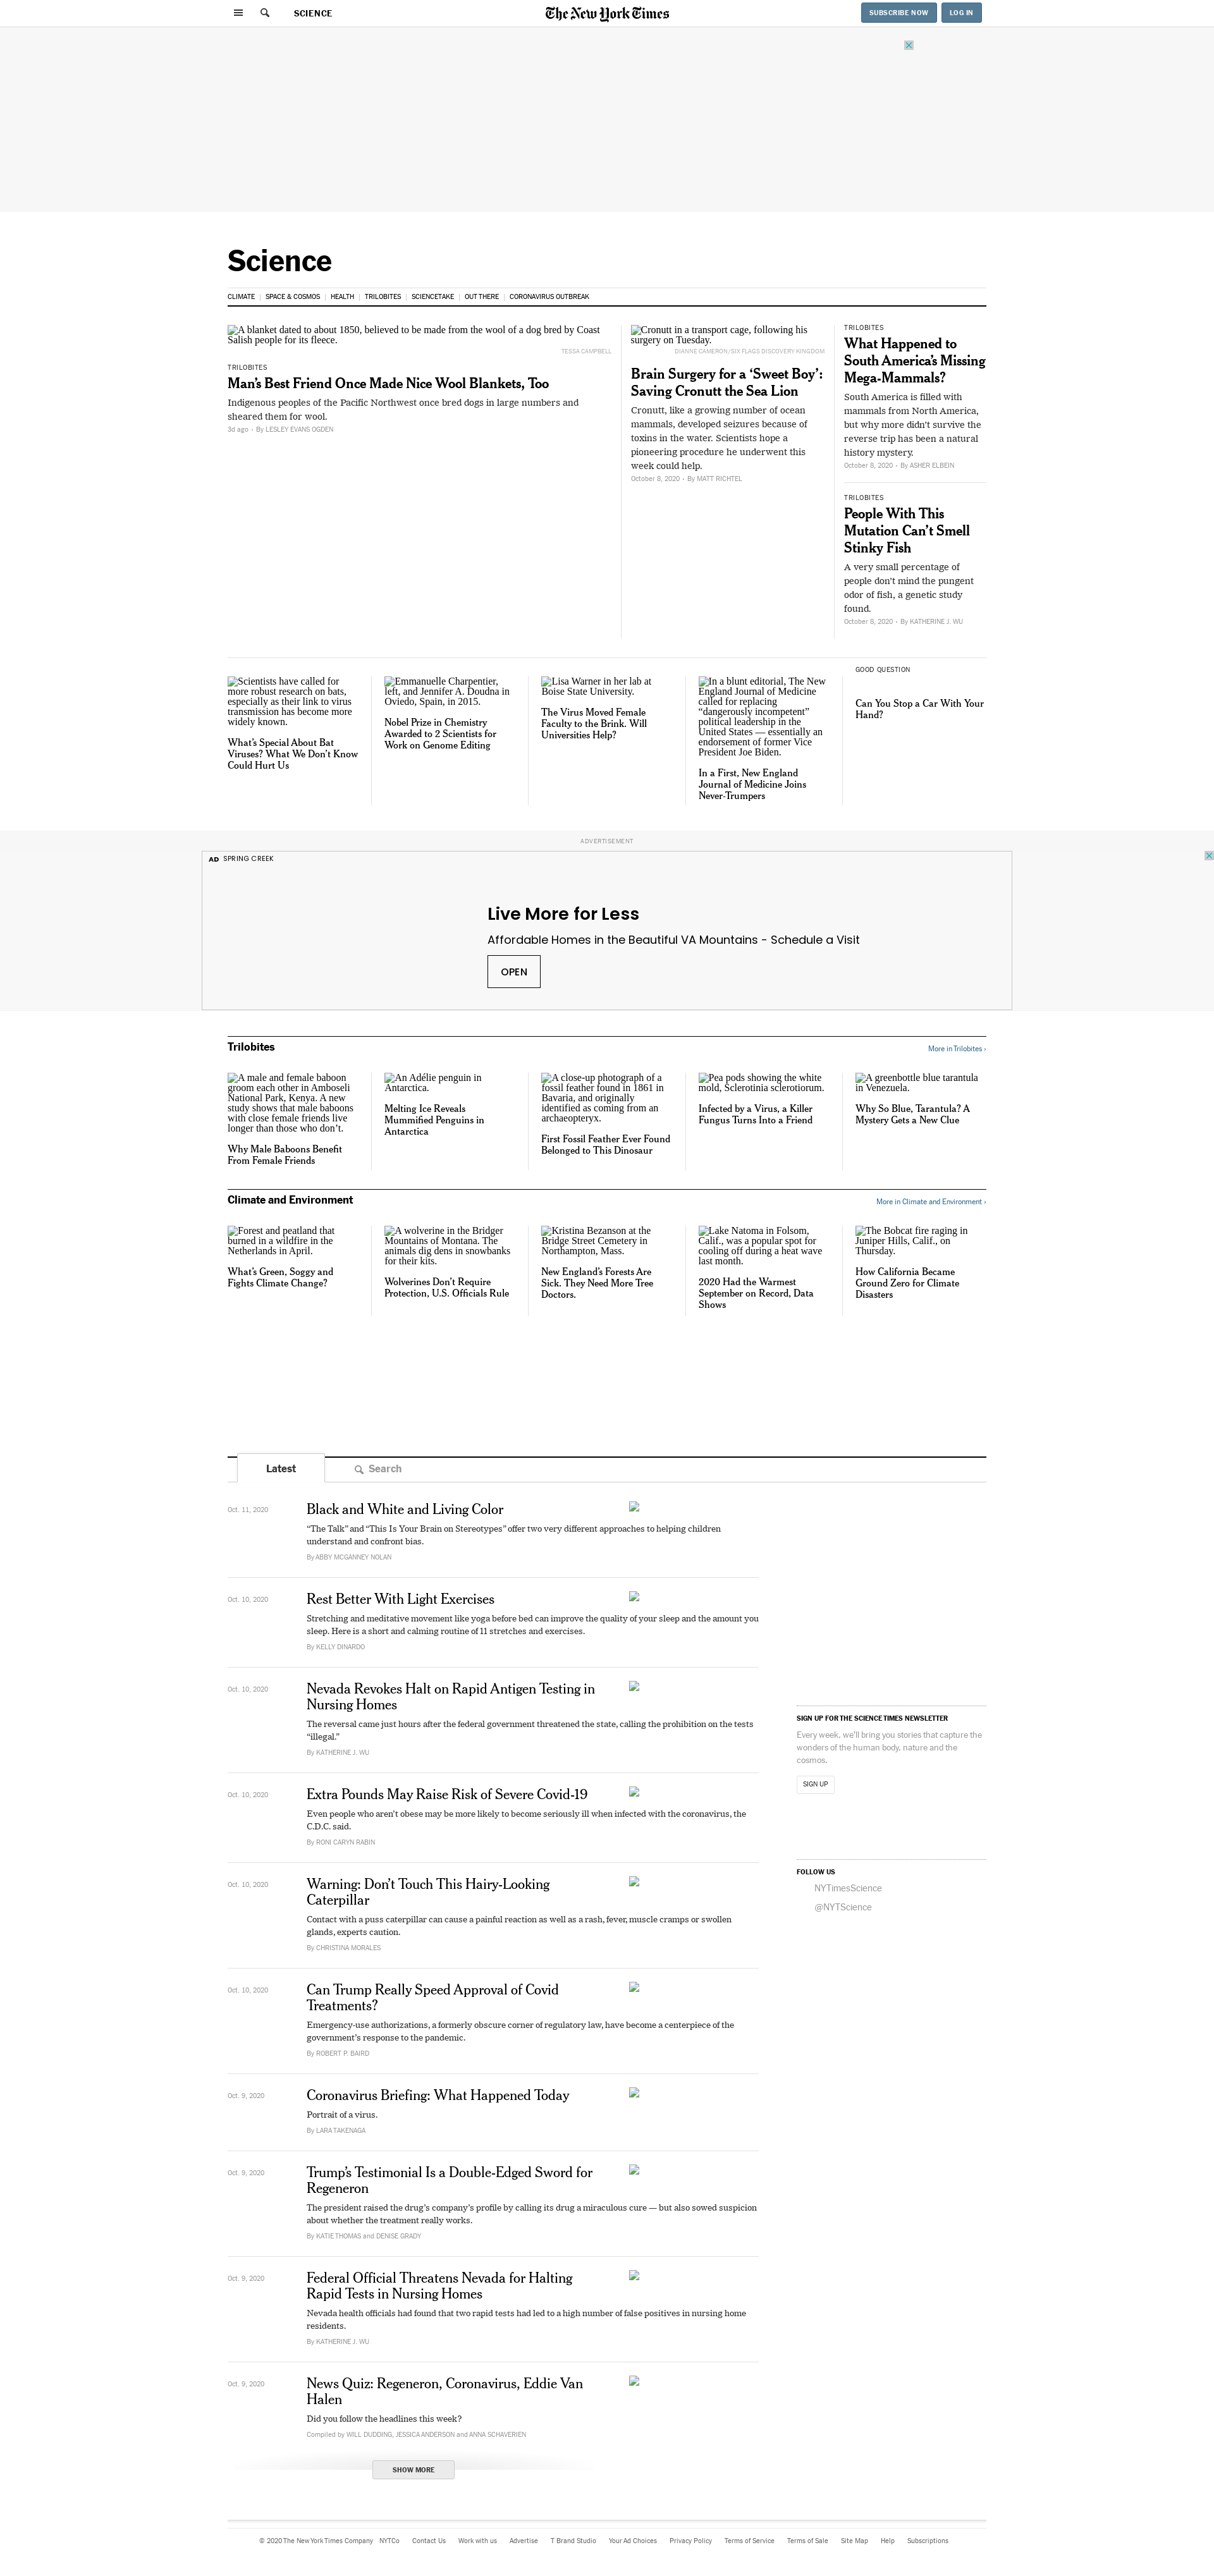 SCIENCE
The New York Times
SUBSCRIBE NOW
LOG IN
Science
CLIMATE | SPACE & COSMOS | HEALTH | TRILOBITES | SCIENCETAKE | OUT THERE | CORONAVIRUS OUTBREAK
A blanket dated to about 1850, believed to be made from the wool of a dog bred by Coast
Salish people for its fleece.
TESSA CAMPBELL
TRILOBITES
Man's Best Friend Once Made Nice Wool Blankets, Too
Indigenous peoples of the Pacific Northwest once bred dogs in large numbers and
sheared them for wool.
3d ago • By LESLEY EVANS OGDEN
Cronutt in a transport cage, following his
surgery on Tuesday.
DIANNE CAMERON/SIX FLAGS DISCOVERY KINGDOM
Brain Surgery for a ‘Sweet Boy’:
Saving Cronutt the Sea Lion
Cronutt, like a growing number of ocean
mammals, developed seizures because of
toxins in the water. Scientists hope a
pioneering procedure he underwent this
week could help.
October 8, 2020 • By MATT RICHTEL
TRILOBITES
What Happened to
South America’s Missing
Mega-Mammals?
South America is filled with
mammals from North America,
but why more didn’t survive the
reverse trip has been a natural
history mystery.
October 8, 2020 • By ASHER ELBEIN
TRILOBITES
People With This
Mutation Can’t Smell
Stinky Fish
A very small percentage of
people don’t mind the pungent
odor of fish, a genetic study
found.
October 8, 2020 • By KATHERINE J. WU
Scientists have called for
more robust research on bats,
especially as their link to virus
transmission has become more
widely known.
What’s Special About Bat
Viruses? What We Don’t Know
Could Hurt Us
Emmanuelle Charpentier,
left, and Jennifer A. Doudna in
Oviedo, Spain, in 2015.
Nobel Prize in Chemistry
Awarded to 2 Scientists for
Work on Genome Editing
Lisa Warner in her lab at
Boise State University.
The Virus Moved Female
Faculty to the Brink. Will
Universities Help?
In a blunt editorial, The New
England Journal of Medicine
called for replacing
“dangerously incompetent”
political leadership in the
United States — essentially an
endorsement of former Vice
President Joe Biden.
In a First, New England
Journal of Medicine Joins
Never-Trumpers
GOOD QUESTION
Can You Stop a Car With Your
Hand?
ADVERTISEMENT
AD SPRING CREEK
Live More for Less
Affordable Homes in the Beautiful VA Mountains - Schedule a Visit
OPEN
Trilobites
More in Trilobites ›
A male and female baboon
groom each other in Amboseli
National Park, Kenya. A new
study shows that male baboons
with close female friends live
longer than those who don’t.
Why Male Baboons Benefit
From Female Friends
An Adélie penguin in
Antarctica.
Melting Ice Reveals
Mummified Penguins in
Antarctica
A close-up photograph of a
fossil feather found in 1861 in
Bavaria, and originally
identified as coming from an
archaeopteryx.
First Fossil Feather Ever Found
Belonged to This Dinosaur
Pea pods showing the white
mold, Sclerotinia sclerotiorum.
Infected by a Virus, a Killer
Fungus Turns Into a Friend
A greenbottle blue tarantula
in Venezuela.
Why So Blue, Tarantula? A
Mystery Gets a New Clue
Climate and Environment
More in Climate and Environment ›
Forest and peatland that
burned in a wildfire in the
Netherlands in April.
What’s Green, Soggy and
Fights Climate Change?
A wolverine in the Bridger
Mountains of Montana. The
animals dig dens in snowbanks
for their kits.
Wolverines Don’t Require
Protection, U.S. Officials Rule
Kristina Bezanson at the
Bridge Street Cemetery in
Northampton, Mass.
New England’s Forests Are
Sick. They Need More Tree
Doctors.
Lake Natoma in Folsom,
Calif., was a popular spot for
cooling off during a heat wave
last month.
2020 Had the Warmest
September on Record, Data
Shows
The Bobcat fire raging in
Juniper Hills, Calif., on
Thursday.
How California Became
Ground Zero for Climate
Disasters
Latest
Search
Oct. 11, 2020
Black and White and Living Color
“The Talk” and “This Is Your Brain on Stereotypes” offer two very different approaches to helping children
understand and confront bias.
By ABBY MCGANNEY NOLAN
Oct. 10, 2020
Rest Better With Light Exercises
Stretching and meditative movement like yoga before bed can improve the quality of your sleep and the amount you
sleep. Here is a short and calming routine of 11 stretches and exercises.
By KELLY DINARDO
Oct. 10, 2020
Nevada Revokes Halt on Rapid Antigen Testing in
Nursing Homes
The reversal came just hours after the federal government threatened the state, calling the prohibition on the tests
“illegal.”
By KATHERINE J. WU
Oct. 10, 2020
Extra Pounds May Raise Risk of Severe Covid-19
Even people who aren’t obese may be more likely to become seriously ill when infected with the coronavirus, the
C.D.C. said.
By RONI CARYN RABIN
Oct. 10, 2020
Warning: Don’t Touch This Hairy-Looking
Caterpillar
Contact with a puss caterpillar can cause a painful reaction as well as a rash, fever, muscle cramps or swollen
glands, experts caution.
By CHRISTINA MORALES
Oct. 10, 2020
Can Trump Really Speed Approval of Covid
Treatments?
Emergency-use authorizations, a formerly obscure corner of regulatory law, have become a centerpiece of the
government’s response to the pandemic.
By ROBERT P. BAIRD
Oct. 9, 2020
Coronavirus Briefing: What Happened Today
Portrait of a virus.
By LARA TAKENAGA
Oct. 9, 2020
Trump’s Testimonial Is a Double-Edged Sword for
Regeneron
The president raised the drug’s company’s profile by calling its drug a miraculous cure — but also sowed suspicion
about whether the treatment really works.
By KATIE THOMAS and DENISE GRADY
Oct. 9, 2020
Federal Official Threatens Nevada for Halting
Rapid Tests in Nursing Homes
Nevada health officials had found that two rapid tests had led to a high number of false positives in nursing home
residents.
By KATHERINE J. WU
Oct. 9, 2020
News Quiz: Regeneron, Coronavirus, Eddie Van
Halen
Did you follow the headlines this week?
Compiled by WILL DUDDING, JESSICA ANDERSON and ANNA SCHAVERIEN
SHOW MORE
SIGN UP FOR THE SCIENCE TIMES NEWSLETTER
Every week, we’ll bring you stories that capture the
wonders of the human body, nature and the
cosmos.
SIGN UP
FOLLOW US
NYTimesScience
@NYTScience
© 2020 The New York Times Company NYTCo Contact Us Work with us Advertise T Brand Studio Your Ad Choices Privacy Policy Terms of Service Terms of Sale Site Map Help Subscriptions